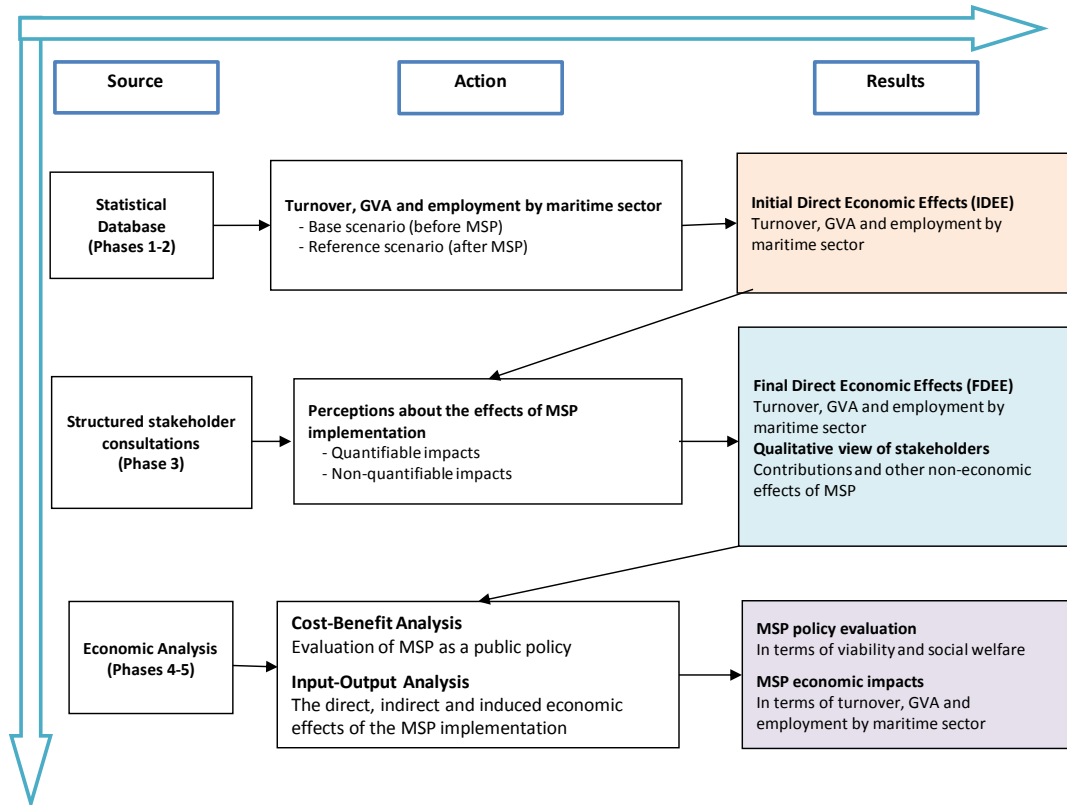 Source
Action
Results
Statistical
Database
(Phases 1-2)
Turnover, GVA and employment by maritime sector
- Base scenario (before MSP)
- Reference scenario (after MSP)
Initial Direct Economic Effects (IDEE)
Turnover, GVA and employment by
maritime sector
Structured stakeholder
consultations
(Phase 3)
Perceptions about the effects of MSP
implementation
- Quantifiable impacts
- Non-quantifiable impacts
Final Direct Economic Effects (FDEE)
Turnover, GVA and employment by
maritime sector
Qualitative view of stakeholders
Contributions and other non-economic
effects of MSP
Economic Analysis
(Phases 4-5)
Cost-Benefit Analysis
Evaluation of MSP as a public policy
Input-Output Analysis
The direct, indirect and induced economic
effects of the MSP implementation
MSP policy evaluation
In terms of viability and social welfare
MSP economic impacts
In terms of turnover, GVA and
employment by maritime sector